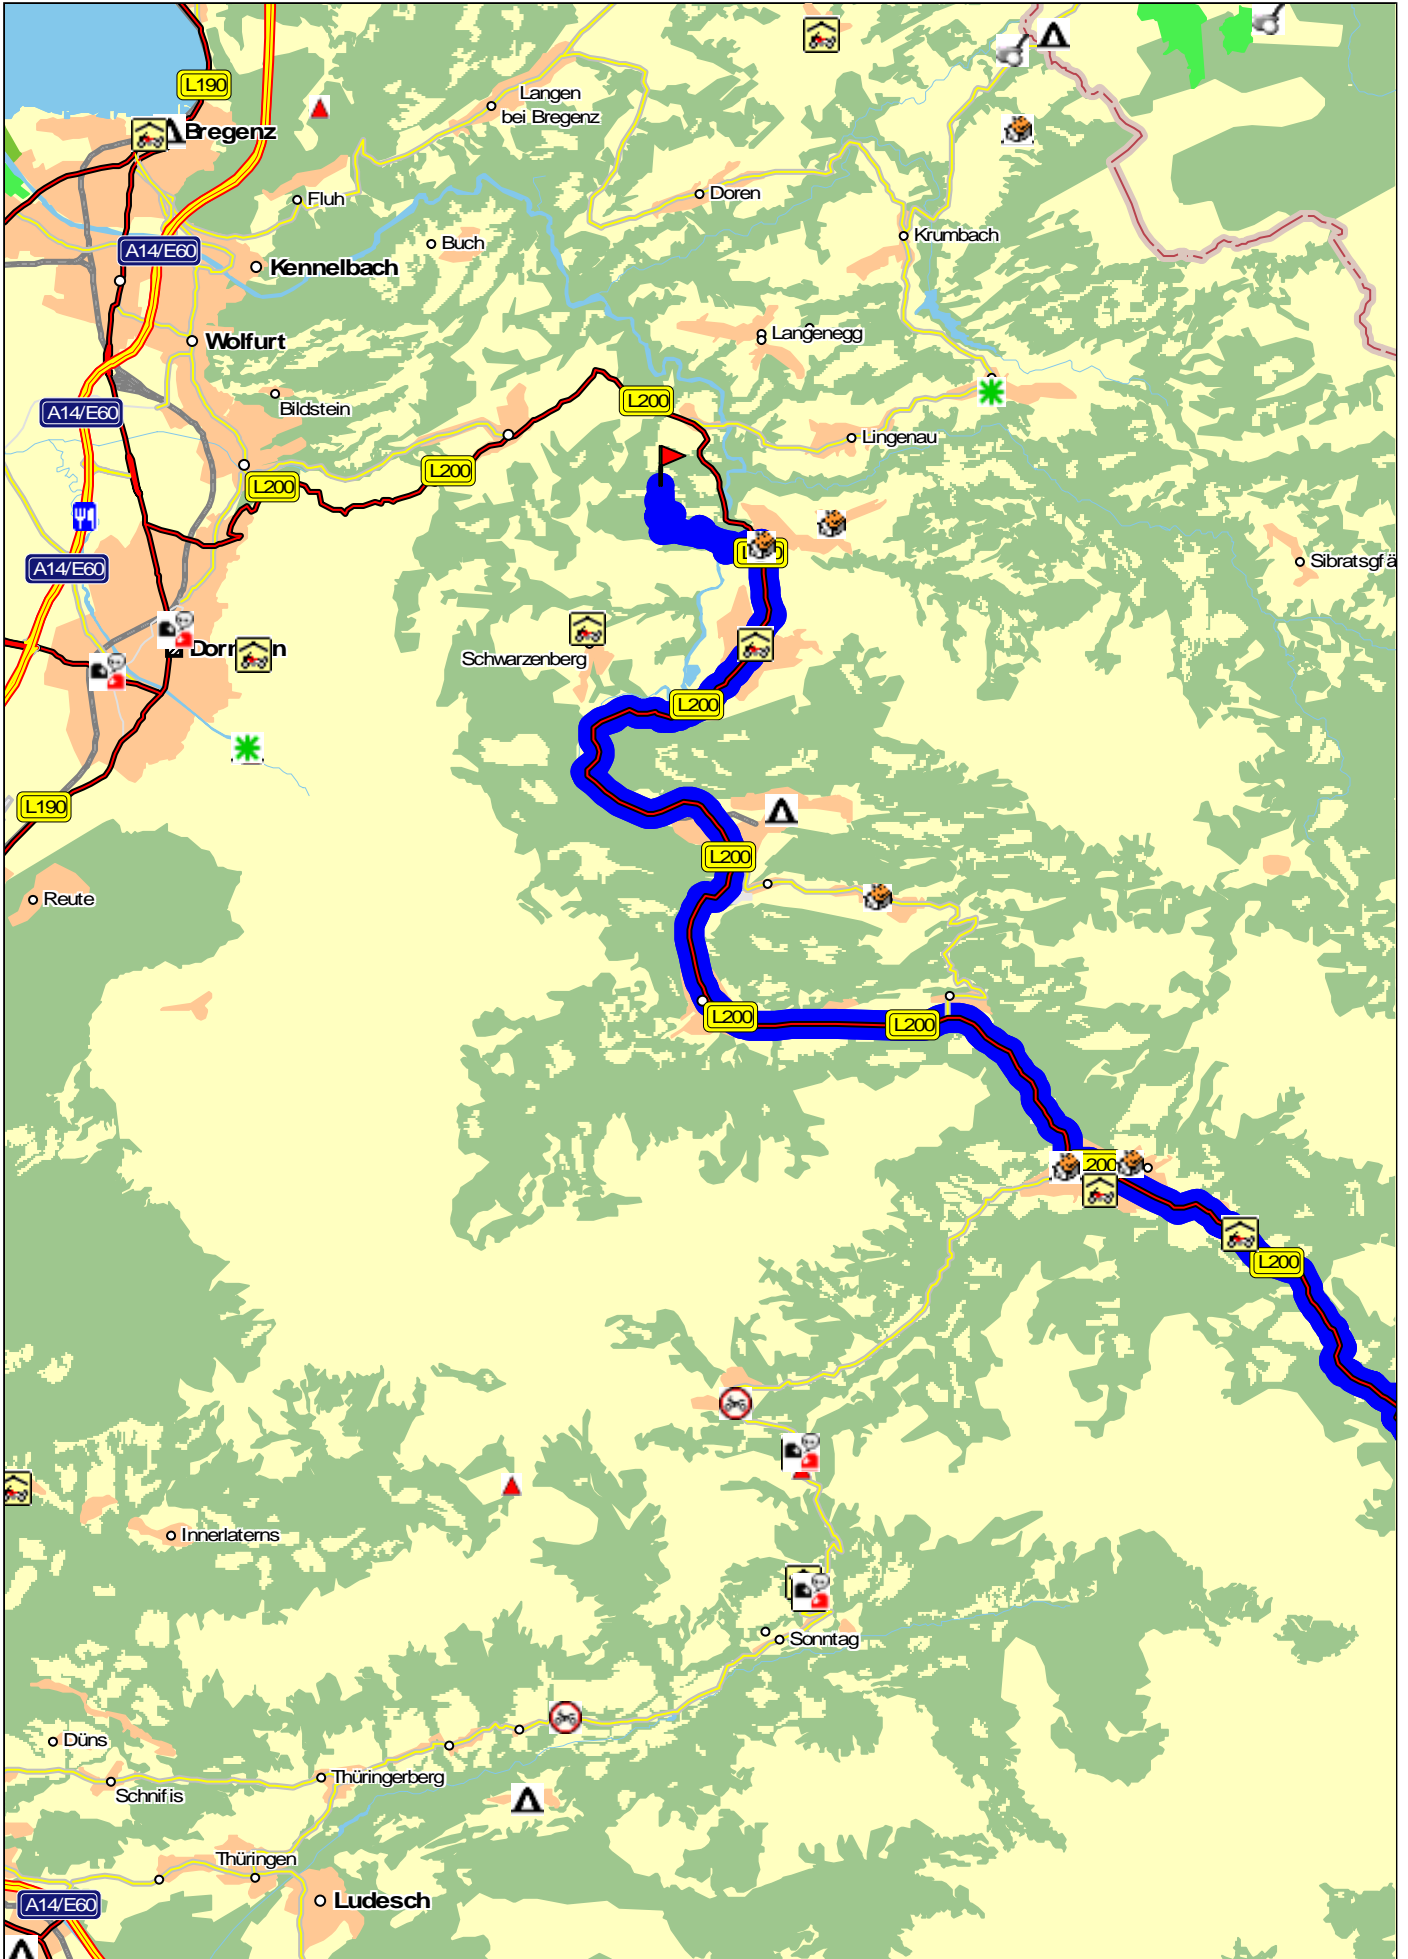 L190
Langen
bei Bregenz
Bregenz
Doren
Fluh
Krumbach
Buch
A14/E60
Kennelbach
Langenegg
Wolfurt
L200
Bildstein
A14/E60
Lingenau
L200
L200
Sibratsgfä
A14/E60
Schwarzenberg
L200
L190
L200
Reute
L200
L200
L200
L200
Innerlaterns
Sonntag
Düns
Thüringerberg
Schnifis
Thüringen
Ludesch
A14/E60